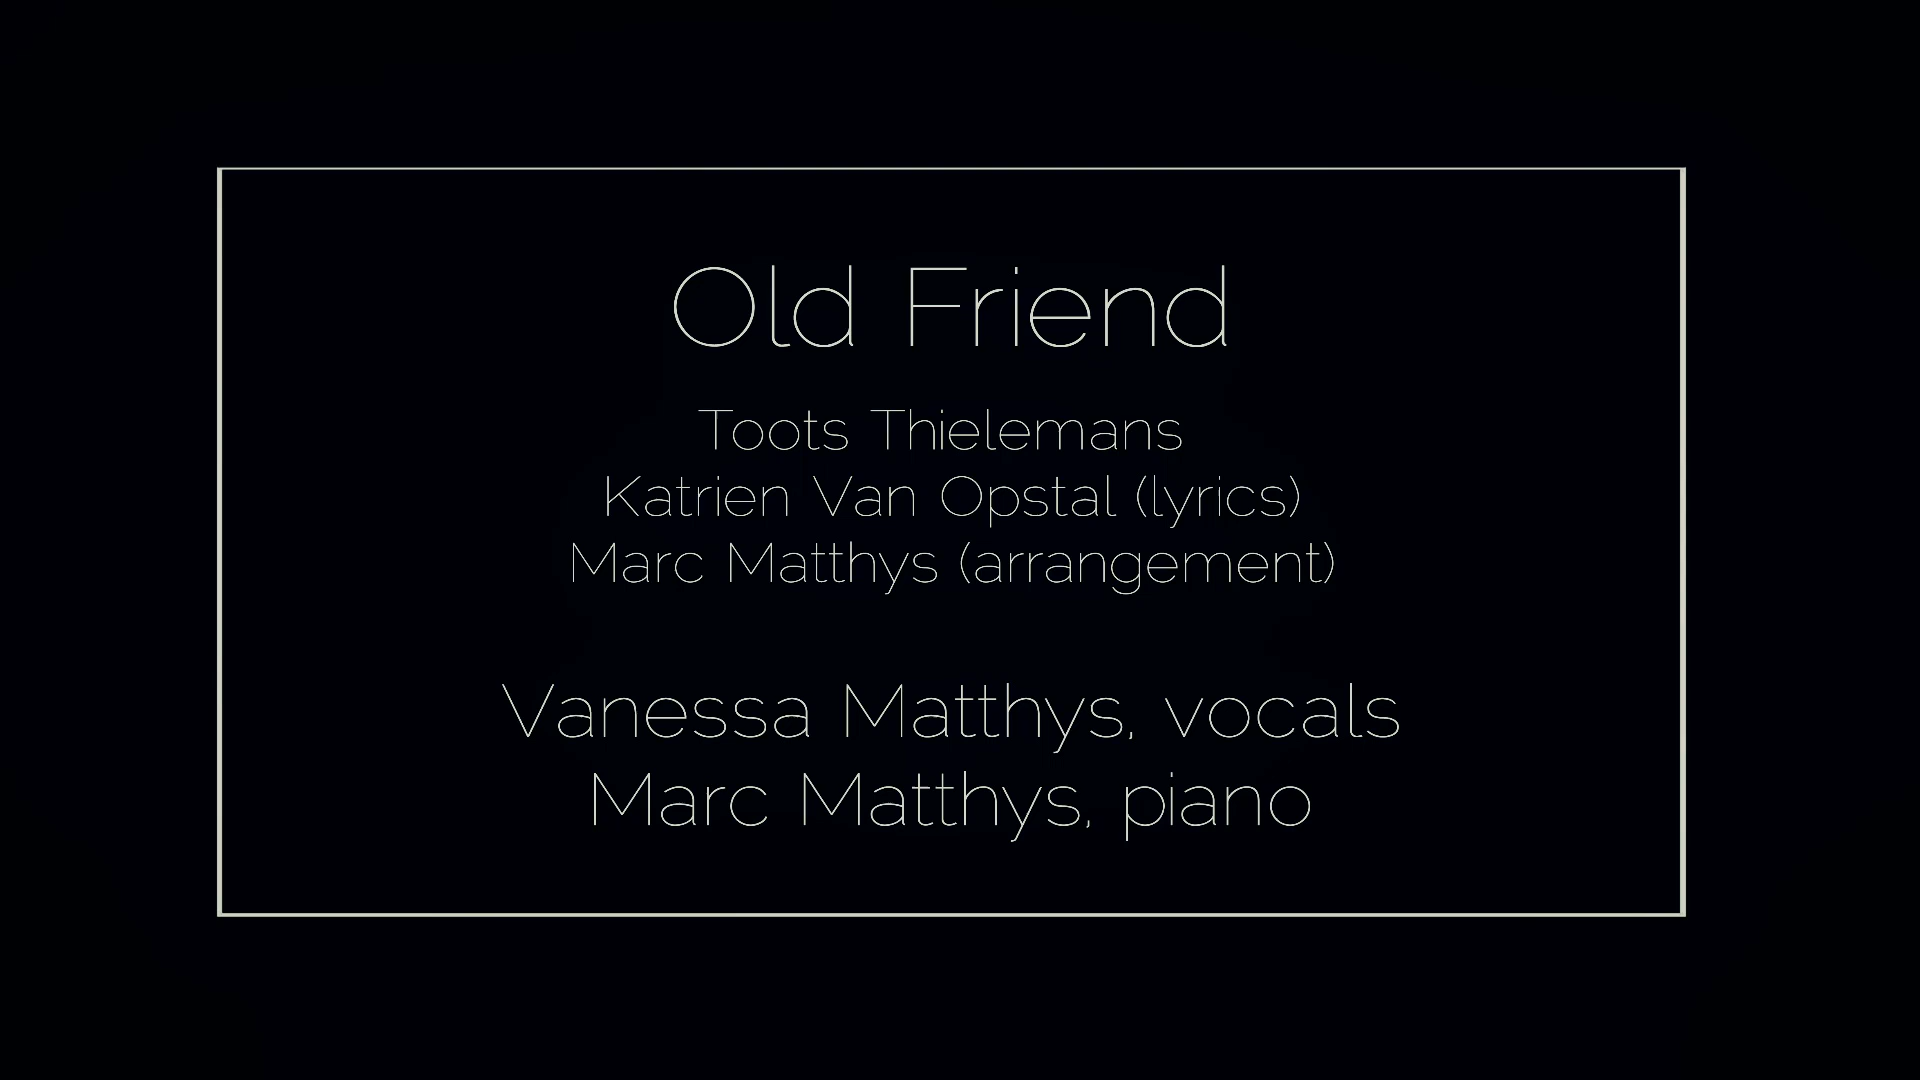 Old Friend
Toots Thielemans
Katrien Van Opstal (lyrics)
Marc Matthys (arrangement)
Vanessa Matthys, vocals
Marc Matthys, piano